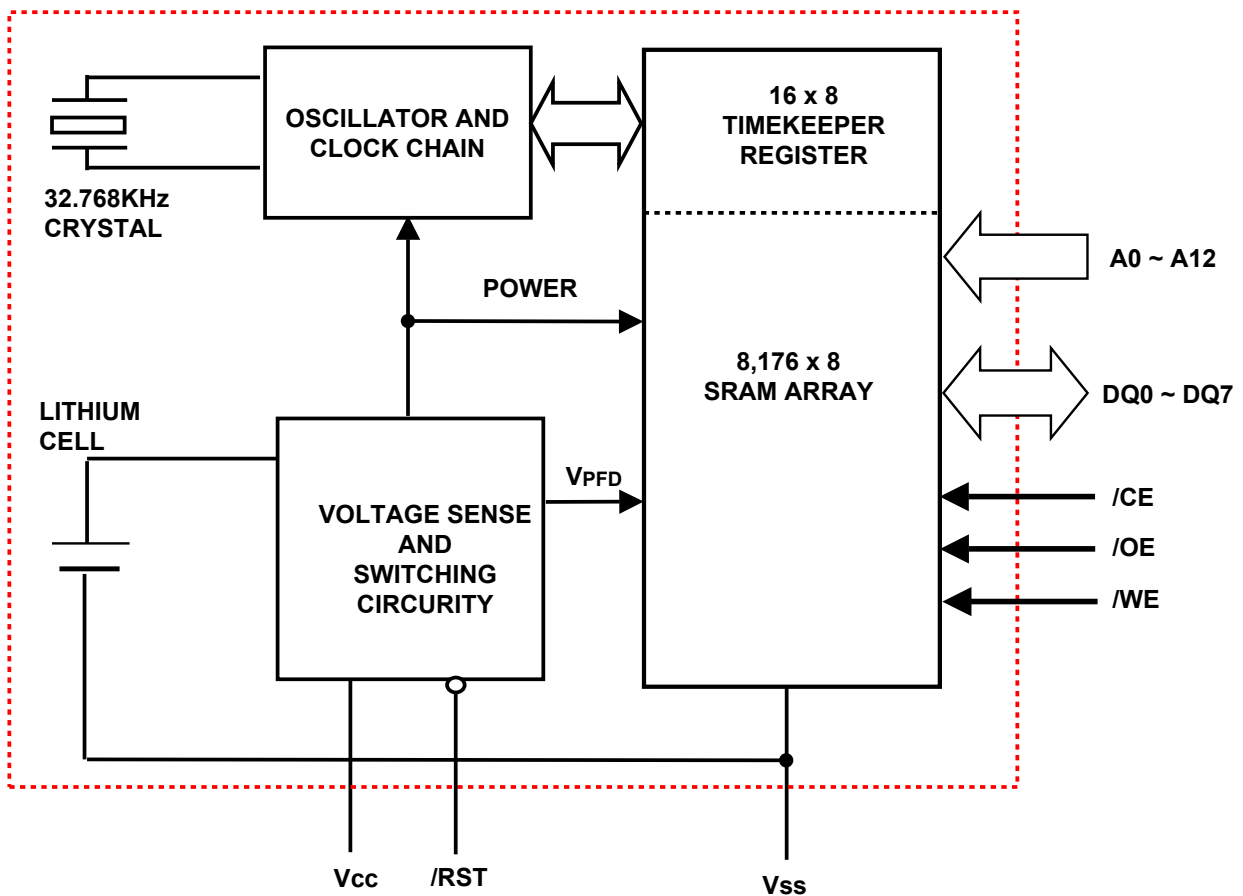 OSCILLATOR AND
CLOCK CHAIN
16 x 8
TIMEKEEPER
REGISTER
32.768KHz
CRYSTAL
A0 ~ A12
POWER
8,176 x 8
SRAM ARRAY
DQ0 ~ DQ7
LITHIUM
CELL
VPFD
VOLTAGE SENSE
AND
SWITCHING
CIRCURITY
/CE
/OE
/WE
Vcc
/RST
Vss